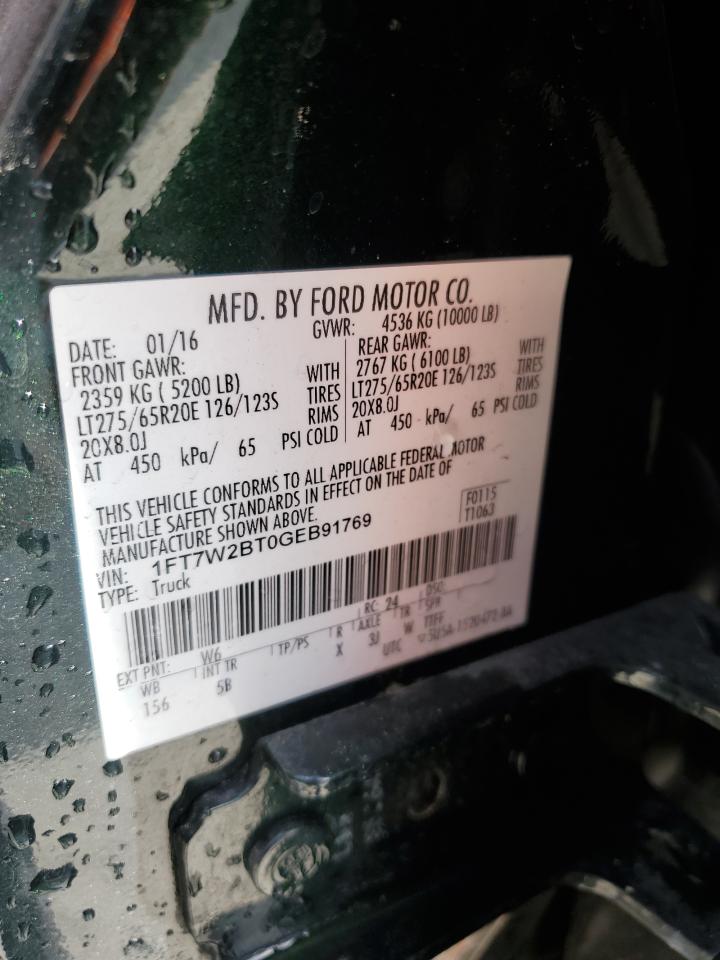 MFD. BY FORD MOTOR CO.
DATE: 01/16
GVWR: 4536 KG (10000 LB)
FRONT GAWR:
2359 KG ( 5200 LB) WITH
LT275/65R20E 126/123S TIRES
20X8.0J RIMS
AT 450 kPa/ 65 PSI COLD
REAR GAWR:
2767 KG ( 6100 LB) WITH
LT275/65R20E 126/123S TIRES
20X8.0J RIMS
AT 450 kPa/ 65 PSI COLD
THIS VEHICLE CONFORMS TO ALL APPLICABLE FEDERAL MOTOR
VEHICLE SAFETY STANDARDS IN EFFECT ON THE DATE OF
MANUFACTURE SHOWN ABOVE.
F0115
T1063
VIN: 1FT7W2BT0GEB91769
TYPE: Truck
EXT PNT: W6 RC: 24 DSO:
WB INT TR TP/PS R AXLE TR SPR
156 5B X 3J W TTFF
UTC